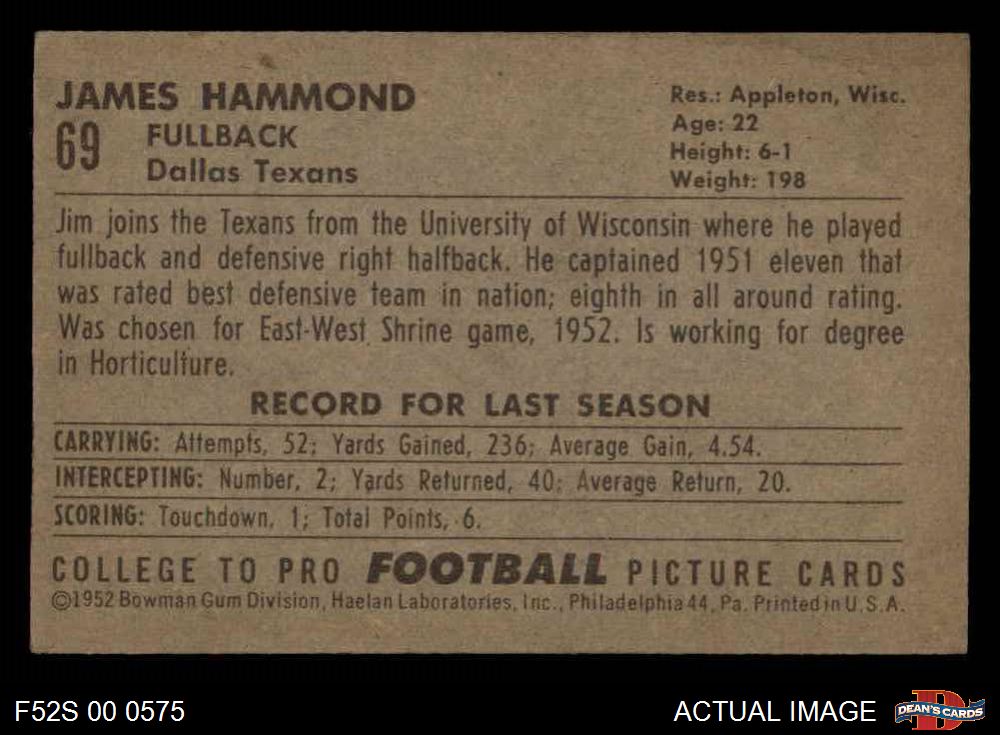 JAMES HAMMOND
69 FULLBACK
Dallas Texans
Res.: Appleton, Wisc.
Age: 22
Height: 6-1
Weight: 198
Jim joins the Texans from the University of Wisconsin where he played
fullback and defensive right halfback. He captained 1951 eleven that
was rated best defensive team in nation; eighth in all around rating.
Was chosen for East-West Shrine game, 1952. Is working for degree
in Horticulture.
RECORD FOR LAST SEASON
CARRYING: Attempts, 52; Yards Gained, 236; Average Gain, 4.54.
INTERCEPTING: Number, 2; Yards Returned, 40; Average Return, 20.
SCORING: Touchdown, 1; Total Points, 6.
COLLEGE TO PRO FOOTBALL PICTURE CARDS
©1952 Bowman Gum Division, Haelan Laboratories, Inc., Philadelphia 44, Pa. Printed in U.S.A.
F52S 00 0575
ACTUAL IMAGE
D
DEAN'S CARDS